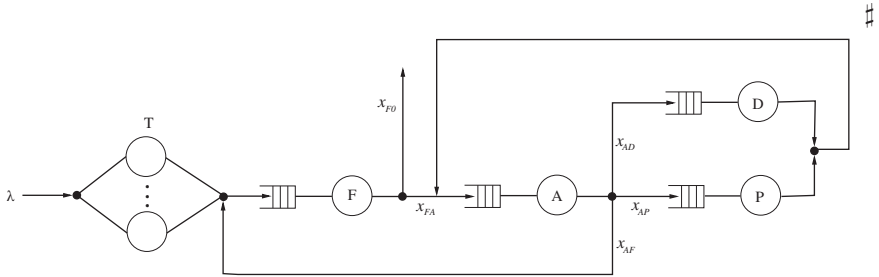 ♯
T
D
x_{F0}
x_{AD}
λ
F
A
P
x_{FA}
x_{AP}
x_{AF}